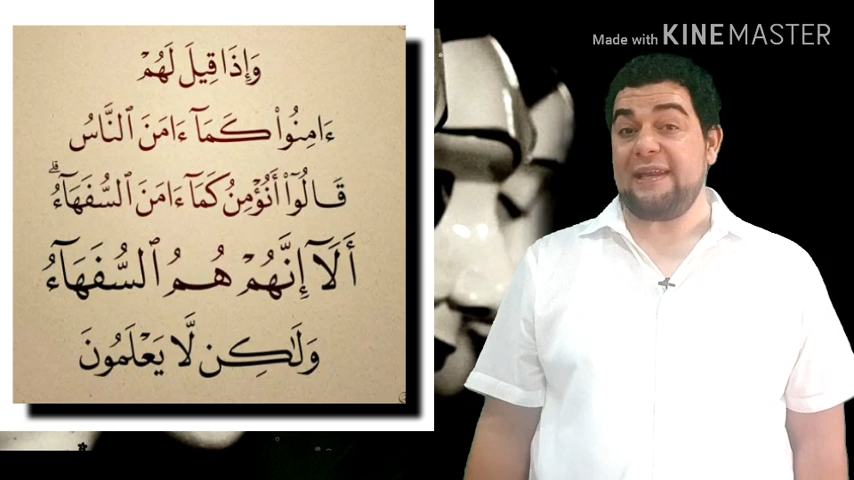 Made with KINEMASTER
وَإِذَا قِيلَ لَهُمْ
ءَامِنُوا۟ كَمَآ ءَامَنَ ٱلنَّاسُ
قَالُوٓا۟ أَنُؤْمِنُ كَمَآ ءَامَنَ ٱلسُّفَهَآءُ ۗ
أَلَآ إِنَّهُمْ هُمُ ٱلسُّفَهَآءُ
وَلَـٰكِن لَّا يَعْلَمُونَ